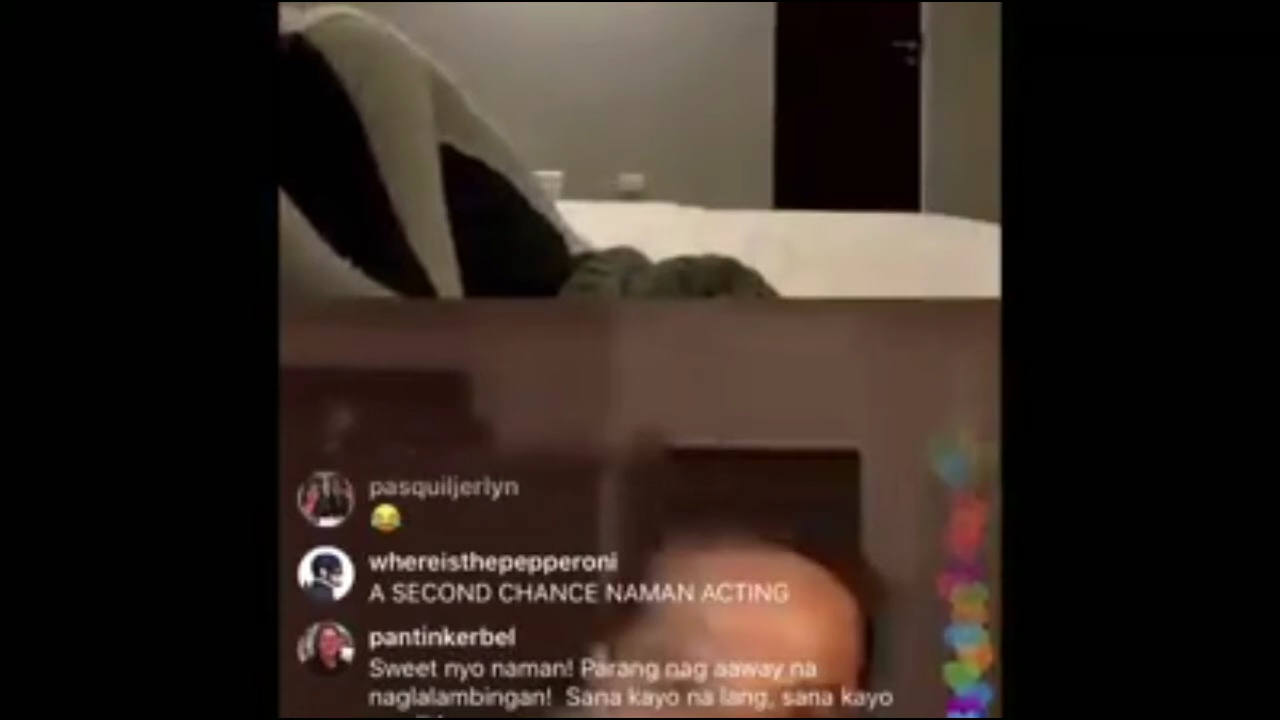 pasquiljerlyn
😂
whereisthepepperoni
A SECOND CHANCE NAMAN ACTING
pantinkerbel
Sweet nyo naman! Parang nag aaway na
naglalambingan! Sana kayo na lang, sana kayo